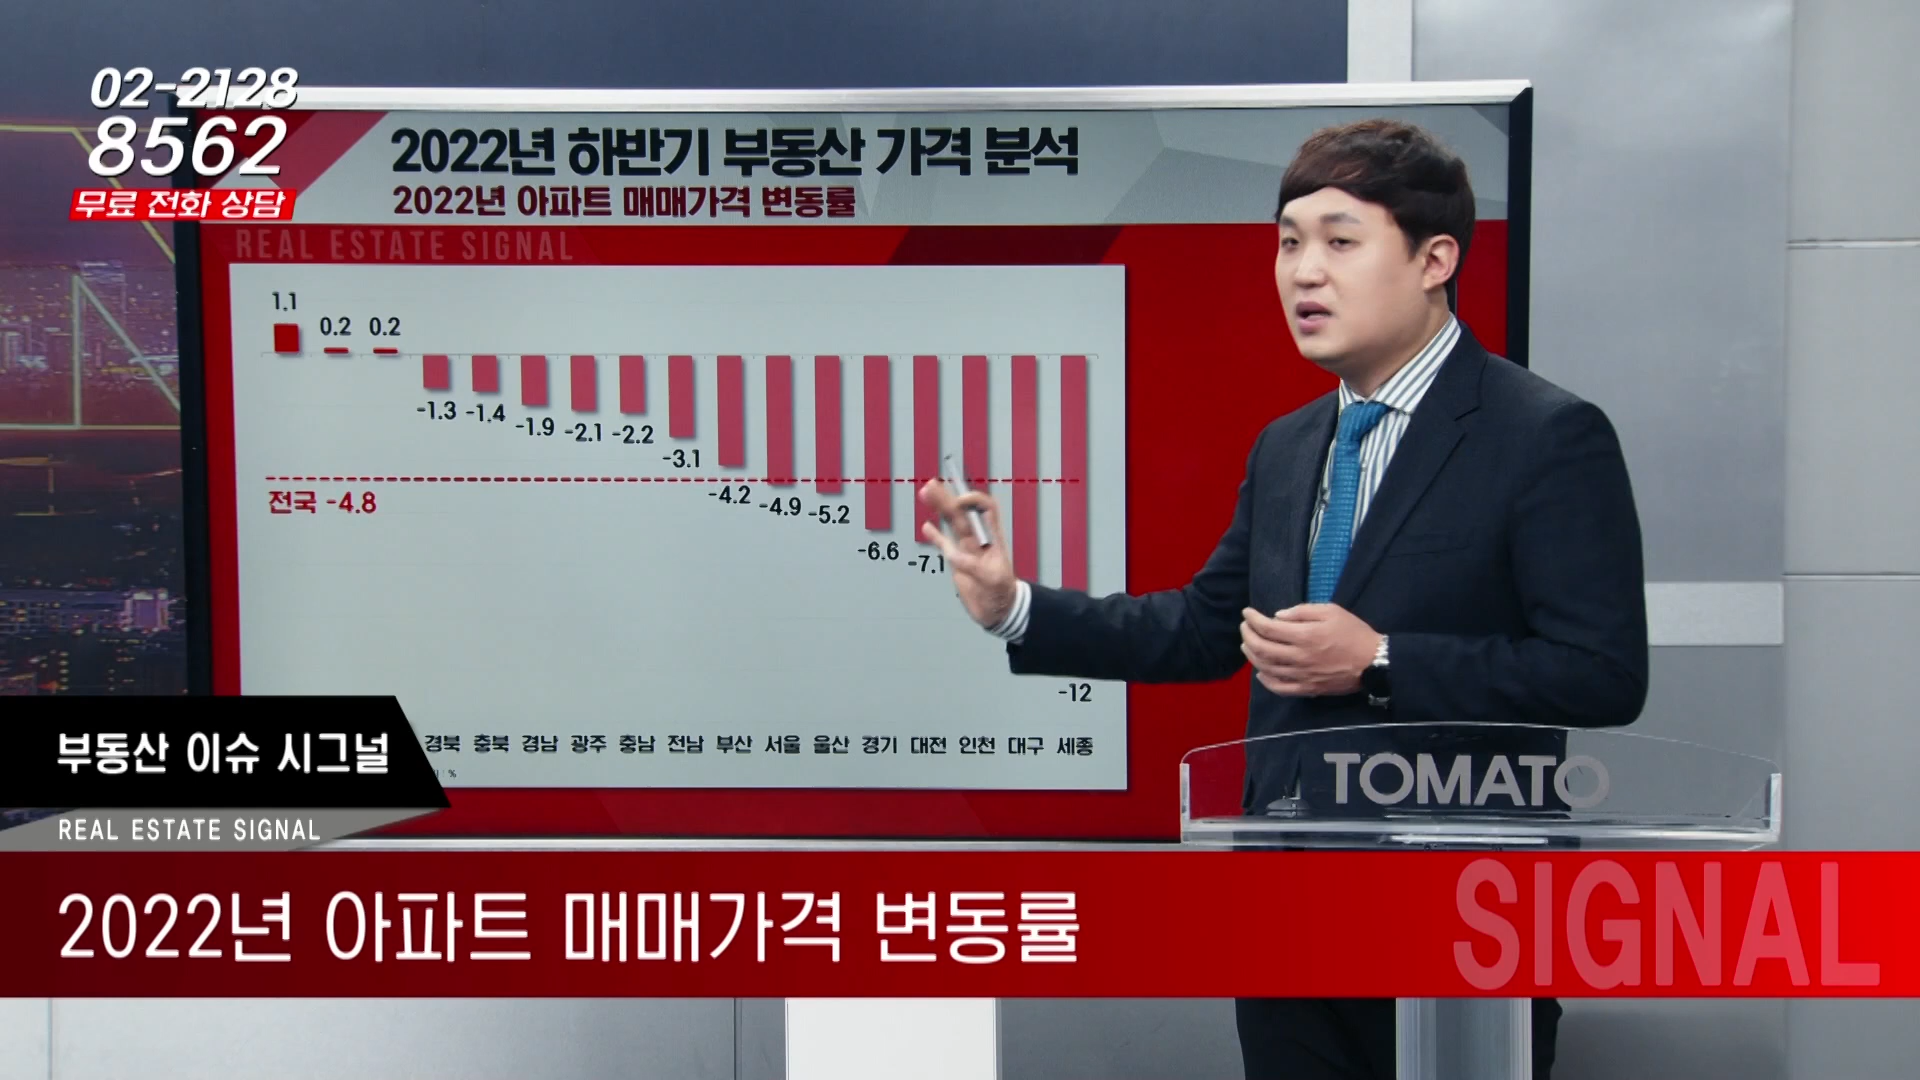 02-2128
8562
무료 전화 상담
2022년 하반기 부동산 가격 분석
2022년 아파트 매매가격 변동률
REAL ESTATE SIGNAL
1.1
0.2 0.2
-1.3 -1.4 -1.9 -2.1 -2.2 -3.1 -4.2 -4.9 -5.2 -6.6 -7.1
전국 -4.8
-12
경북 충북 경남 광주 충남 전남 부산 서울 울산 경기 대전 인천 대구 세종
%
부동산 이슈 시그널
REAL ESTATE SIGNAL
TOMATO
2022년 아파트 매매가격 변동률
SIGNAL